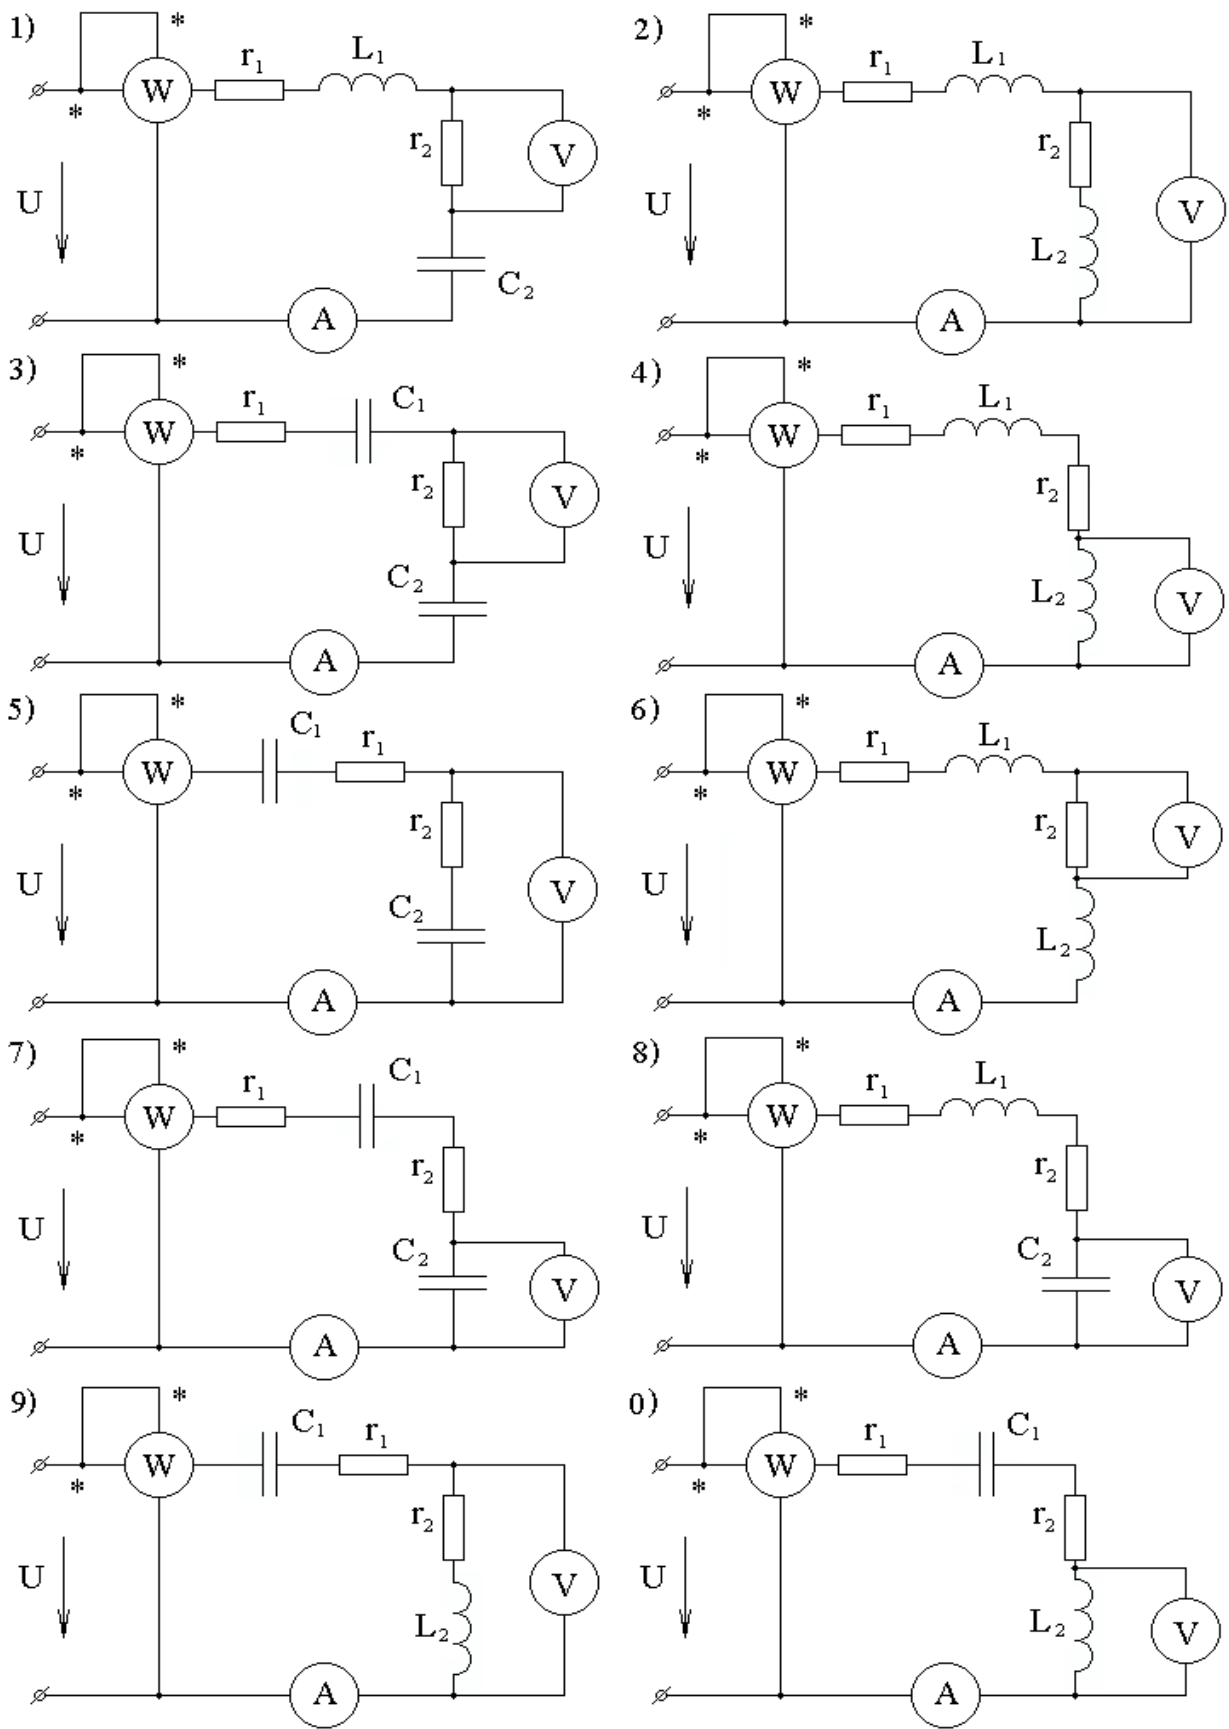 1) * W * r₁ L₁ r₂ V U C₂ A
2) * W * r₁ L₁ r₂ V U L₂ A
3) * W * r₁ C₁ r₂ V U C₂ A
4) * W * r₁ L₁ r₂ U L₂ V A
5) * W * C₁ r₁ r₂ U C₂ V A
6) * W * r₁ L₁ r₂ V U L₂ A
7) * W * r₁ C₁ r₂ U C₂ V A
8) * W * r₁ L₁ r₂ U C₂ V A
9) * W * C₁ r₁ r₂ U V L₂ A
0) * W * r₁ C₁ r₂ U L₂ V A